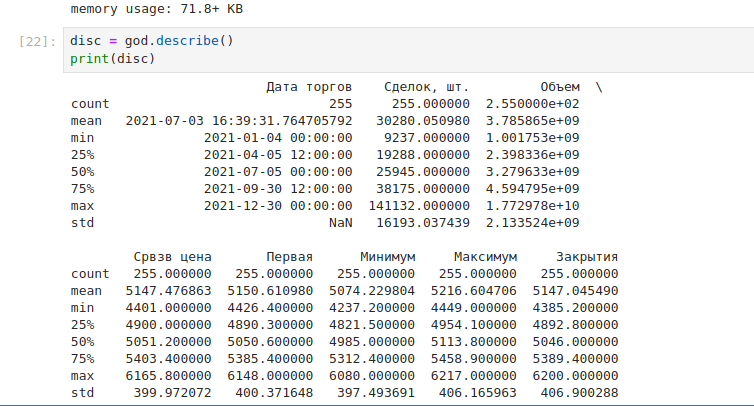 memory usage: 71.8+ KB
[22]: disc = god.describe()
print(disc)
Дата торгов Сделок, шт. Объем \
count 255 255.000000 2.550000e+02
mean 2021-07-03 16:39:31.764705792 30280.050980 3.785865e+09
min 2021-01-04 00:00:00 9237.000000 1.001753e+09
25% 2021-04-05 12:00:00 19288.000000 2.398336e+09
50% 2021-07-05 00:00:00 25945.000000 3.279633e+09
75% 2021-09-30 12:00:00 38175.000000 4.594795e+09
max 2021-12-30 00:00:00 141132.000000 1.772978e+10
std NaN 16193.037439 2.133524e+09
Срвзв цена Первая Минимум Максимум Закрытия
count 255.000000 255.000000 255.000000 255.000000 255.000000
mean 5147.476863 5150.610980 5074.229804 5216.604706 5147.045490
min 4401.000000 4426.400000 4237.200000 4449.000000 4385.200000
25% 4900.000000 4890.300000 4821.500000 4954.100000 4892.800000
50% 5051.200000 5050.600000 4985.000000 5113.800000 5046.000000
75% 5403.400000 5385.400000 5312.400000 5458.900000 5389.400000
max 6165.800000 6148.000000 6080.000000 6217.000000 6200.000000
std 399.972072 400.371648 397.493691 406.165963 406.900288